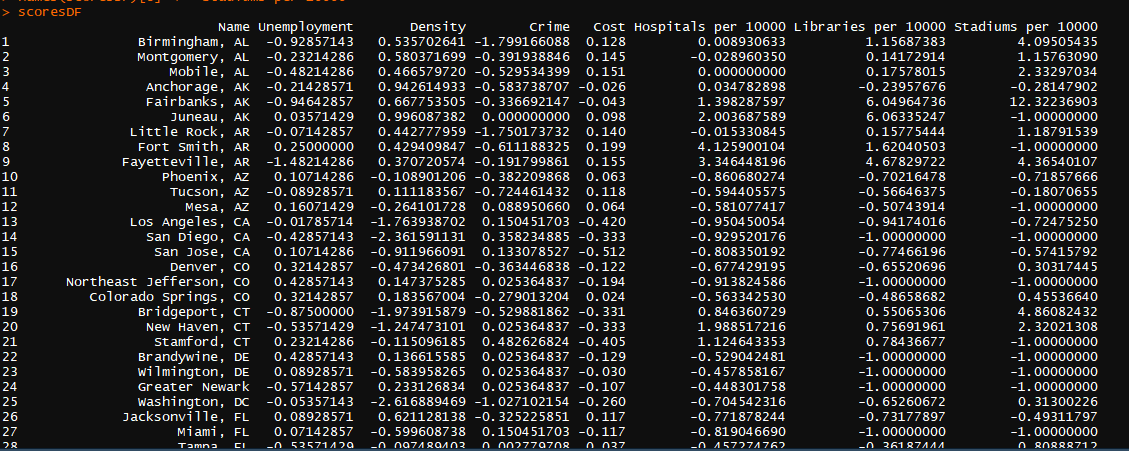 > scoresDF
Name Unemployment Density Crime Cost Hospitals per 10000 Libraries per 10000 Stadiums per 10000
1 Birmingham, AL -0.92857143 0.535702641 -1.799166088 0.128 0.008930633 1.15687383 4.09505435
2 Montgomery, AL -0.23214286 0.580371699 -0.391938846 0.145 -0.028960350 0.14172914 1.15763090
3 Mobile, AL -0.48214286 0.466579720 -0.529534399 0.151 0.000000000 0.17578015 2.33297034
4 Anchorage, AK -0.21428571 0.942614933 -0.583738707 -0.026 0.034782898 -0.23957676 -0.28147902
5 Fairbanks, AK -0.94642857 0.667753505 -0.336692147 -0.043 1.398287597 6.04964736 12.32236903
6 Juneau, AK 0.03571429 0.996087382 0.000000000 0.098 2.003687589 6.06335247 -1.00000000
7 Little Rock, AR -0.07142857 0.442777959 -1.750173732 0.140 -0.015330845 0.15775444 1.18791539
8 Fort Smith, AR 0.25000000 0.429409847 -0.611188325 0.199 4.125900104 1.62040503 -1.00000000
9 Fayetteville, AR -1.48214286 0.370720574 -0.191799861 0.155 3.346448196 4.67829722 4.36540107
10 Phoenix, AZ 0.10714286 -0.108901206 -0.382209868 0.063 -0.860680274 -0.70216478 -0.71857666
11 Tucson, AZ -0.08928571 0.111183567 -0.724461432 0.118 -0.594405575 -0.56646375 -0.18070655
12 Mesa, AZ 0.16071429 -0.264101728 0.088950660 0.064 -0.581077417 -0.50743914 -1.00000000
13 Los Angeles, CA -0.01785714 -1.763938702 0.150451703 -0.420 -0.950450054 -0.94174016 -0.72475250
14 San Diego, CA -0.42857143 -2.361591131 0.358234885 -0.333 -0.929520176 -1.00000000 -1.00000000
15 San Jose, CA 0.10714286 -0.911966091 0.133078527 -0.512 -0.808350192 -0.77466196 -0.57415792
16 Denver, CO 0.32142857 -0.473426801 -0.363446838 -0.122 -0.677429195 -0.65520696 0.30317445
17 Northeast Jefferson, CO 0.42857143 0.147375285 0.025364837 -0.194 -0.913824586 -1.00000000 -1.00000000
18 Colorado Springs, CO 0.32142857 0.183567004 -0.279013204 0.024 -0.563342530 -0.48658682 0.45536640
19 Bridgeport, CT -0.87500000 -1.973915879 -0.529881862 -0.331 0.846360729 0.55065306 4.86082432
20 New Haven, CT -0.53571429 -1.247473101 0.025364837 -0.333 1.988517216 0.75691961 2.32021308
21 Stamford, CT 0.23214286 -0.115096185 0.482626824 -0.405 1.124643353 0.78436677 -1.00000000
22 Brandywine, DE 0.42857143 0.136615585 0.025364837 -0.129 -0.529042481 -1.00000000 -1.00000000
23 Wilmington, DE 0.08928571 -0.583958265 0.025364837 -0.030 -0.457858167 -1.00000000 -1.00000000
24 Greater Newark -0.57142857 0.233126834 0.025364837 -0.107 -0.448301758 -1.00000000 -1.00000000
25 Washington, DC -0.05357143 -2.616889469 -1.027102154 -0.260 -0.704542316 -0.65260672 0.31300226
26 Jacksonville, FL 0.08928571 0.621128138 -0.325225851 0.117 -0.771878244 -0.73177897 -0.49311797
27 Miami, FL 0.07142857 -0.599608738 0.150451703 -0.117 -0.819046690 -1.00000000 -1.00000000
28 Tampa, FL -0.53571429 -0.097489403 0.002779708 0.037 -0.457274762 -0.36187444 0.80888712